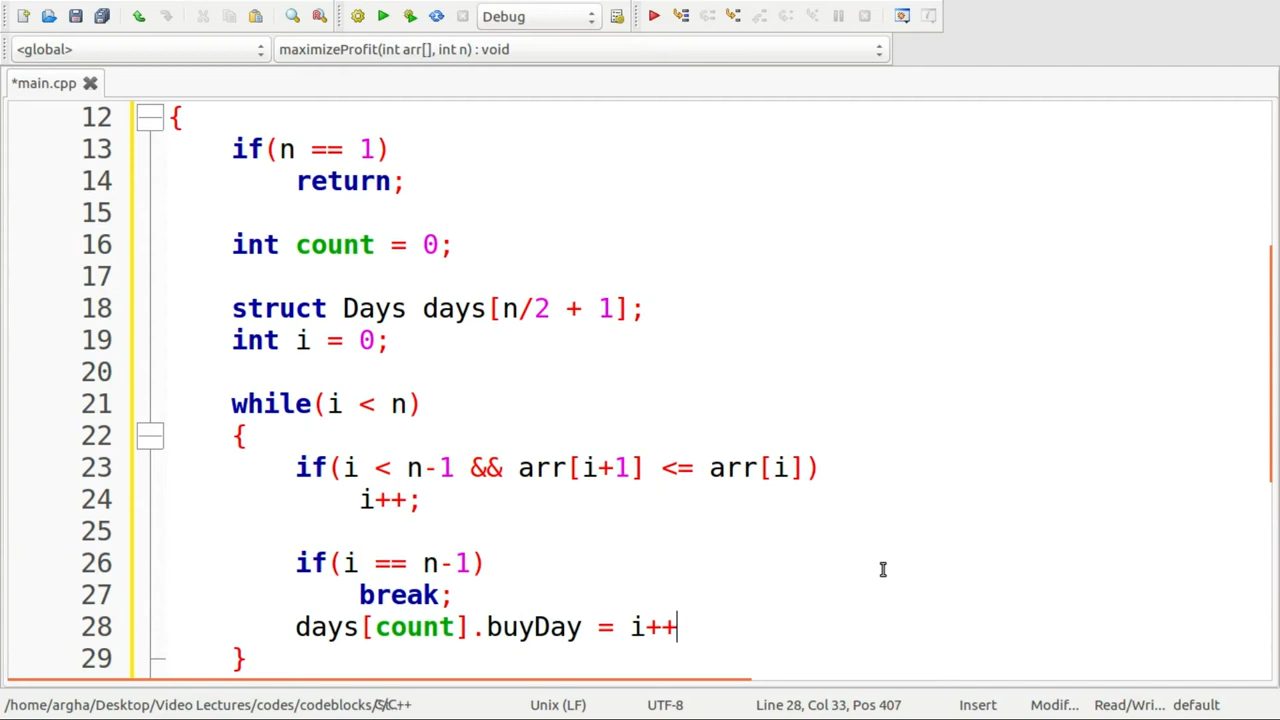 Debug
<global>
maximizeProfit(int arr[], int n) : void
*main.cpp
12 {
13 if(n == 1)
14 return;
15
16 int count = 0;
17
18 struct Days days[n/2 + 1];
19 int i = 0;
20
21 while(i < n)
22 {
23 if(i < n-1 && arr[i+1] <= arr[i])
24 i++;
25
26 if(i == n-1)
27 break;
28 days[count].buyDay = i++
29 }
/home/argha/Desktop/Video Lectures/codes/codeblocks/ C/C++ Unix (LF) UTF-8 Line 28, Col 33, Pos 407 Insert Modif... Read/Wri... default